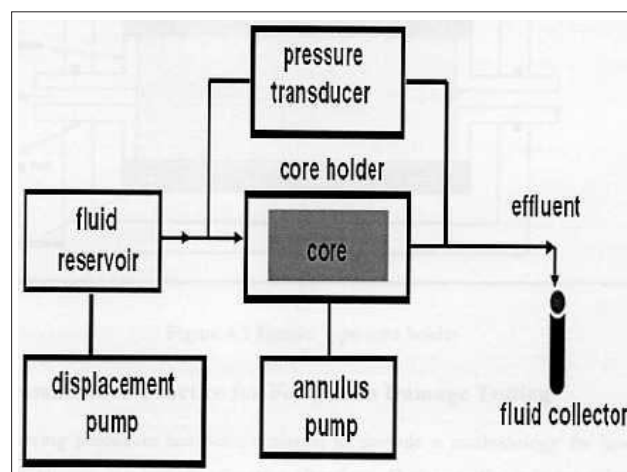 pressure
transducer
core holder
fluid
reservoir
core
effluent
displacement
pump
annulus
pump
fluid collector